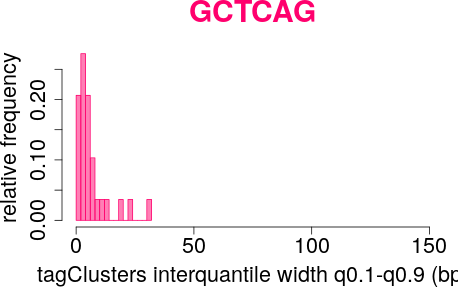 GCTCAG
relative frequency
0.20
0.10
0.00
0
50
100
150
tagClusters interquantile width q0.1-q0.9 (bp